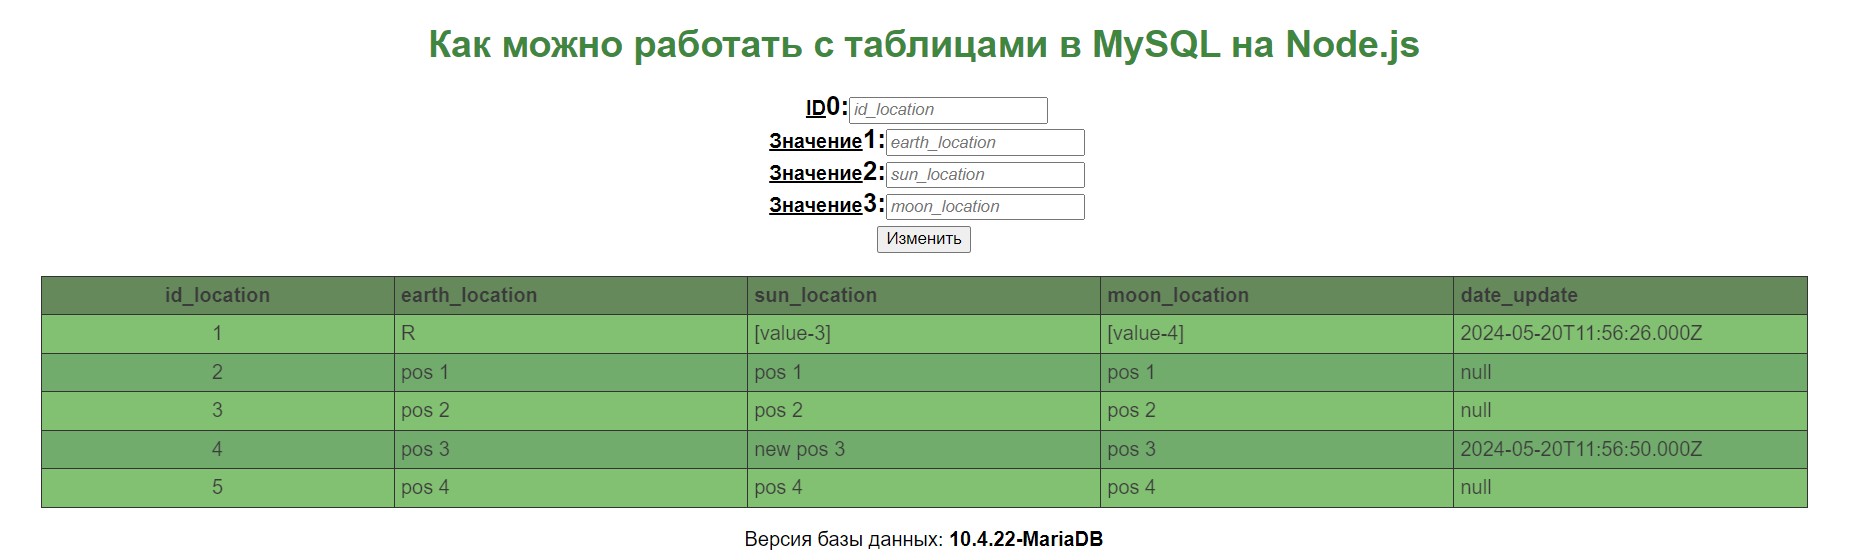 Как можно работать с таблицами в MySQL на Node.js
ID0: id_location
Значение1: earth_location
Значение2: sun_location
Значение3: moon_location
Изменить
id_location earth_location sun_location moon_location date_update
1 R [value-3] [value-4] 2024-05-20T11:56:26.000Z
2 pos 1 pos 1 pos 1 null
3 pos 2 pos 2 pos 2 null
4 pos 3 new pos 3 pos 3 2024-05-20T11:56:50.000Z
5 pos 4 pos 4 pos 4 null
Версия базы данных: 10.4.22-MariaDB